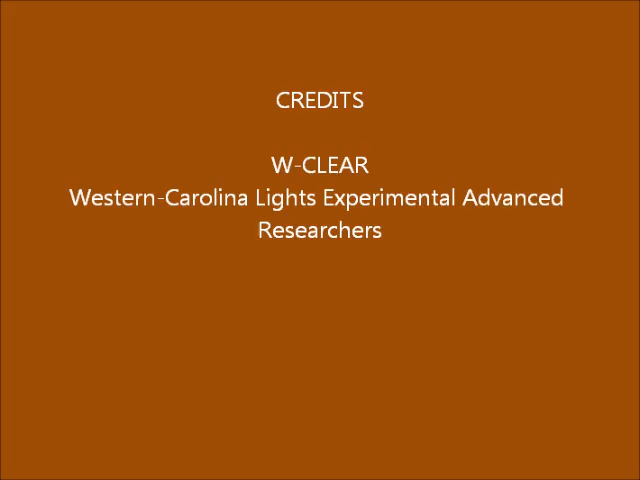 CREDITS
W-CLEAR
Western-Carolina Lights Experimental Advanced
Researchers